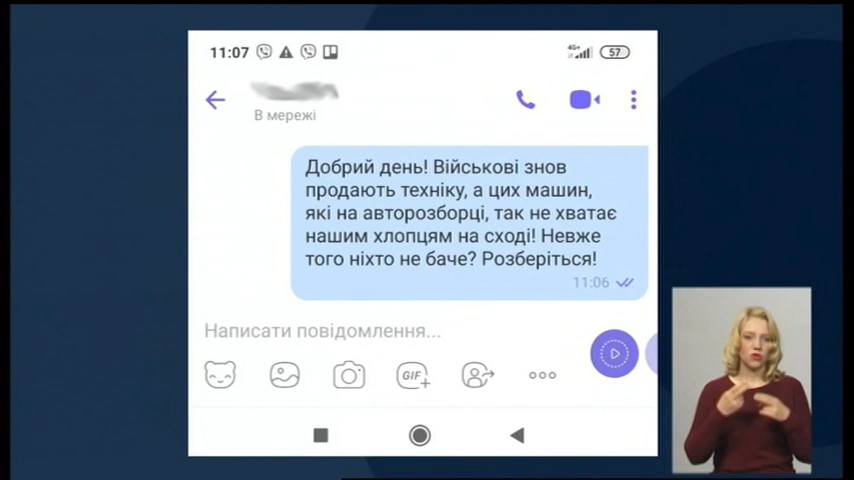 11:07
4G+
57
В мережі
Добрий день! Військові знов
продають техніку, а цих машин,
які на авторозборці, так не хватає
нашим хлопцям на сході! Невже
того ніхто не баче? Розберіться!
11:06
Написати повідомлення...
GIF